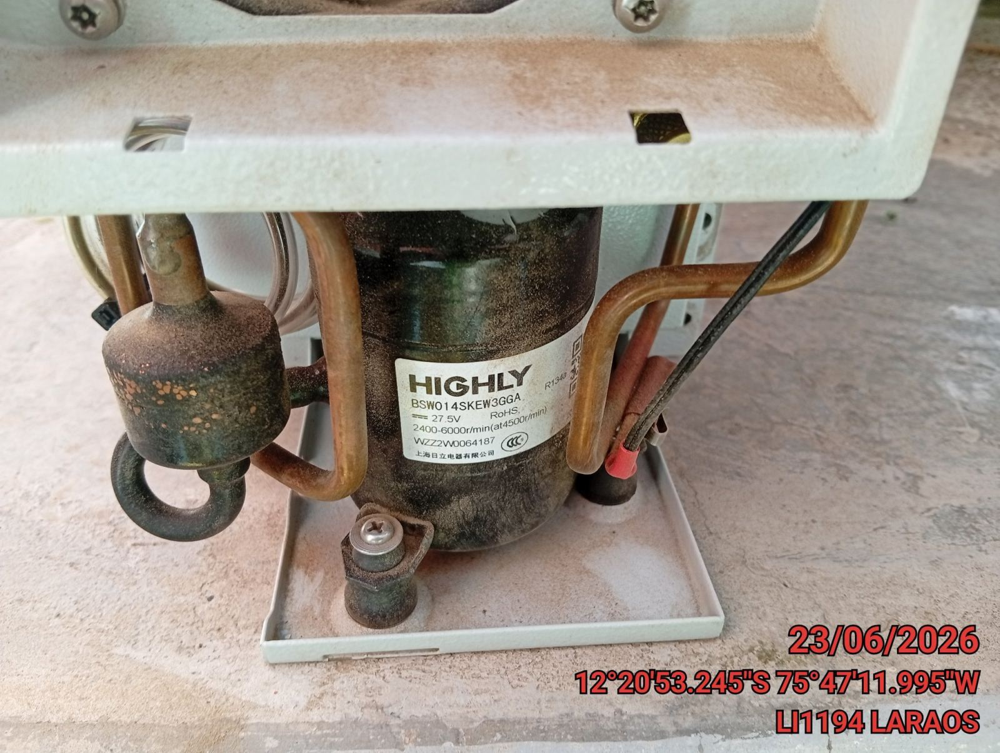 HIGHLY
R134a
BSW014SKEW3GGA
27.5V RoHS
2400-6000r/min(at4500r/min)
WZZ2W0064187
CCC S
上海日立电器有限公司
23/06/2026
12°20'53.245"S 75°47'11.995"W
LI1194 LARAOS